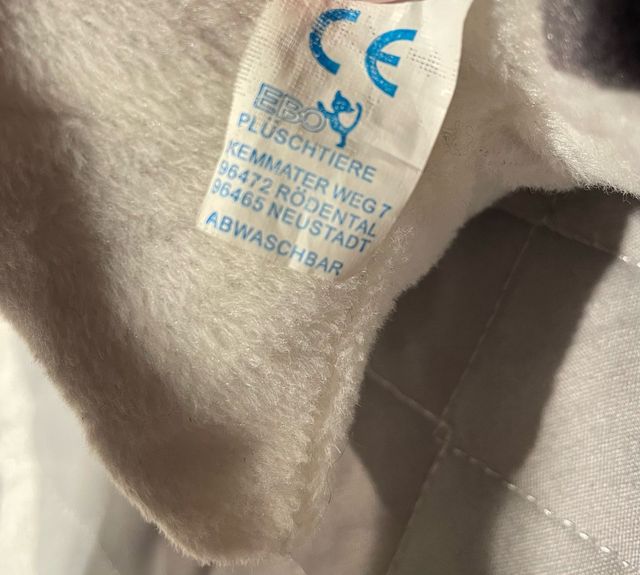 CE
EBO
PLÜSCHTIERE
KEMMATER WEG 7
96472 RÖDENTAL
96465 NEUSTADT
ABWASCHBAR